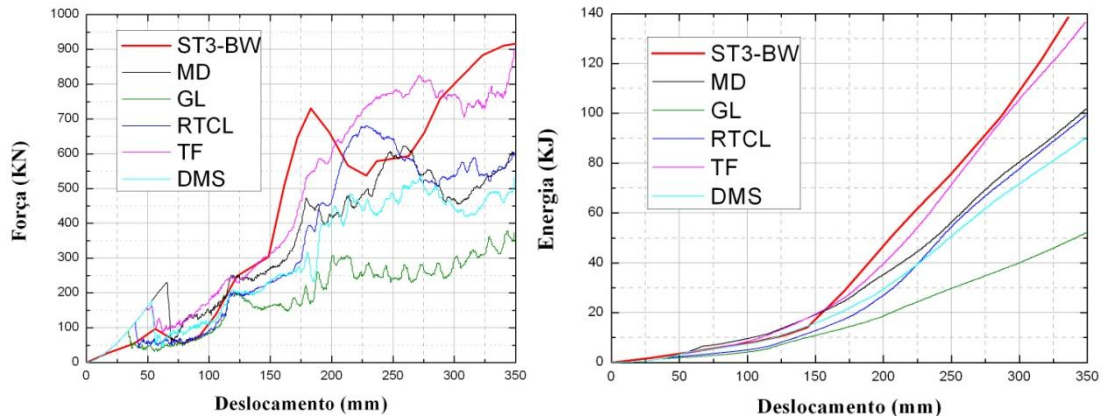 Força (KN)
1000
900
800
700
600
500
400
300
200
100
0
ST3-BW
MD
GL
RTCL
TF
DMS
0 50 100 150 200 250 300 350
Deslocamento (mm)
Energia (KJ)
140
120
100
80
60
40
20
0
ST3-BW
MD
GL
RTCL
TF
DMS
0 50 100 150 200 250 300 350
Deslocamento (mm)